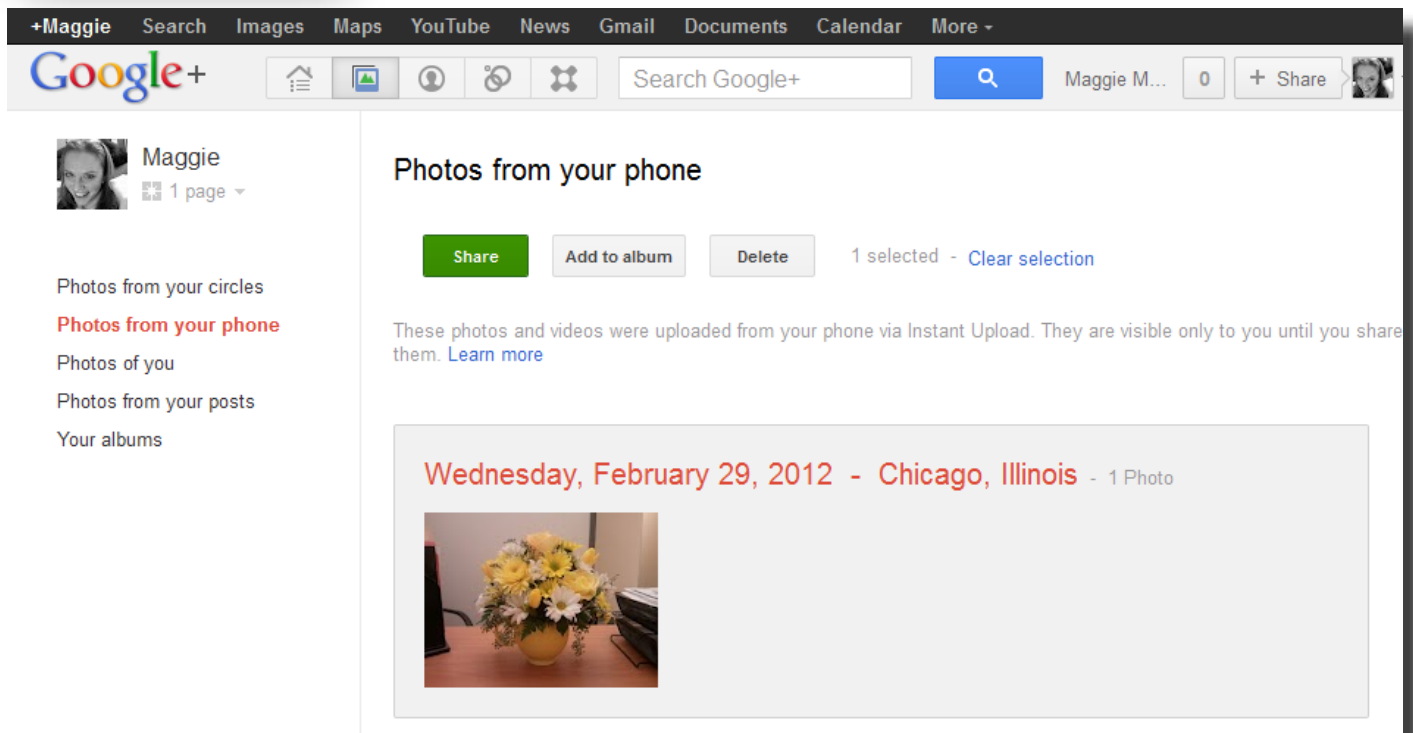 +Maggie Search Images Maps YouTube News Gmail Documents Calendar More
Google+ Search Google+ Maggie M... 0 + Share
Maggie
1 page
Photos from your circles
Photos from your phone
Photos of you
Photos from your posts
Your albums
Photos from your phone
Share Add to album Delete 1 selected - Clear selection
These photos and videos were uploaded from your phone via Instant Upload. They are visible only to you until you share
them. Learn more
Wednesday, February 29, 2012 - Chicago, Illinois - 1 Photo